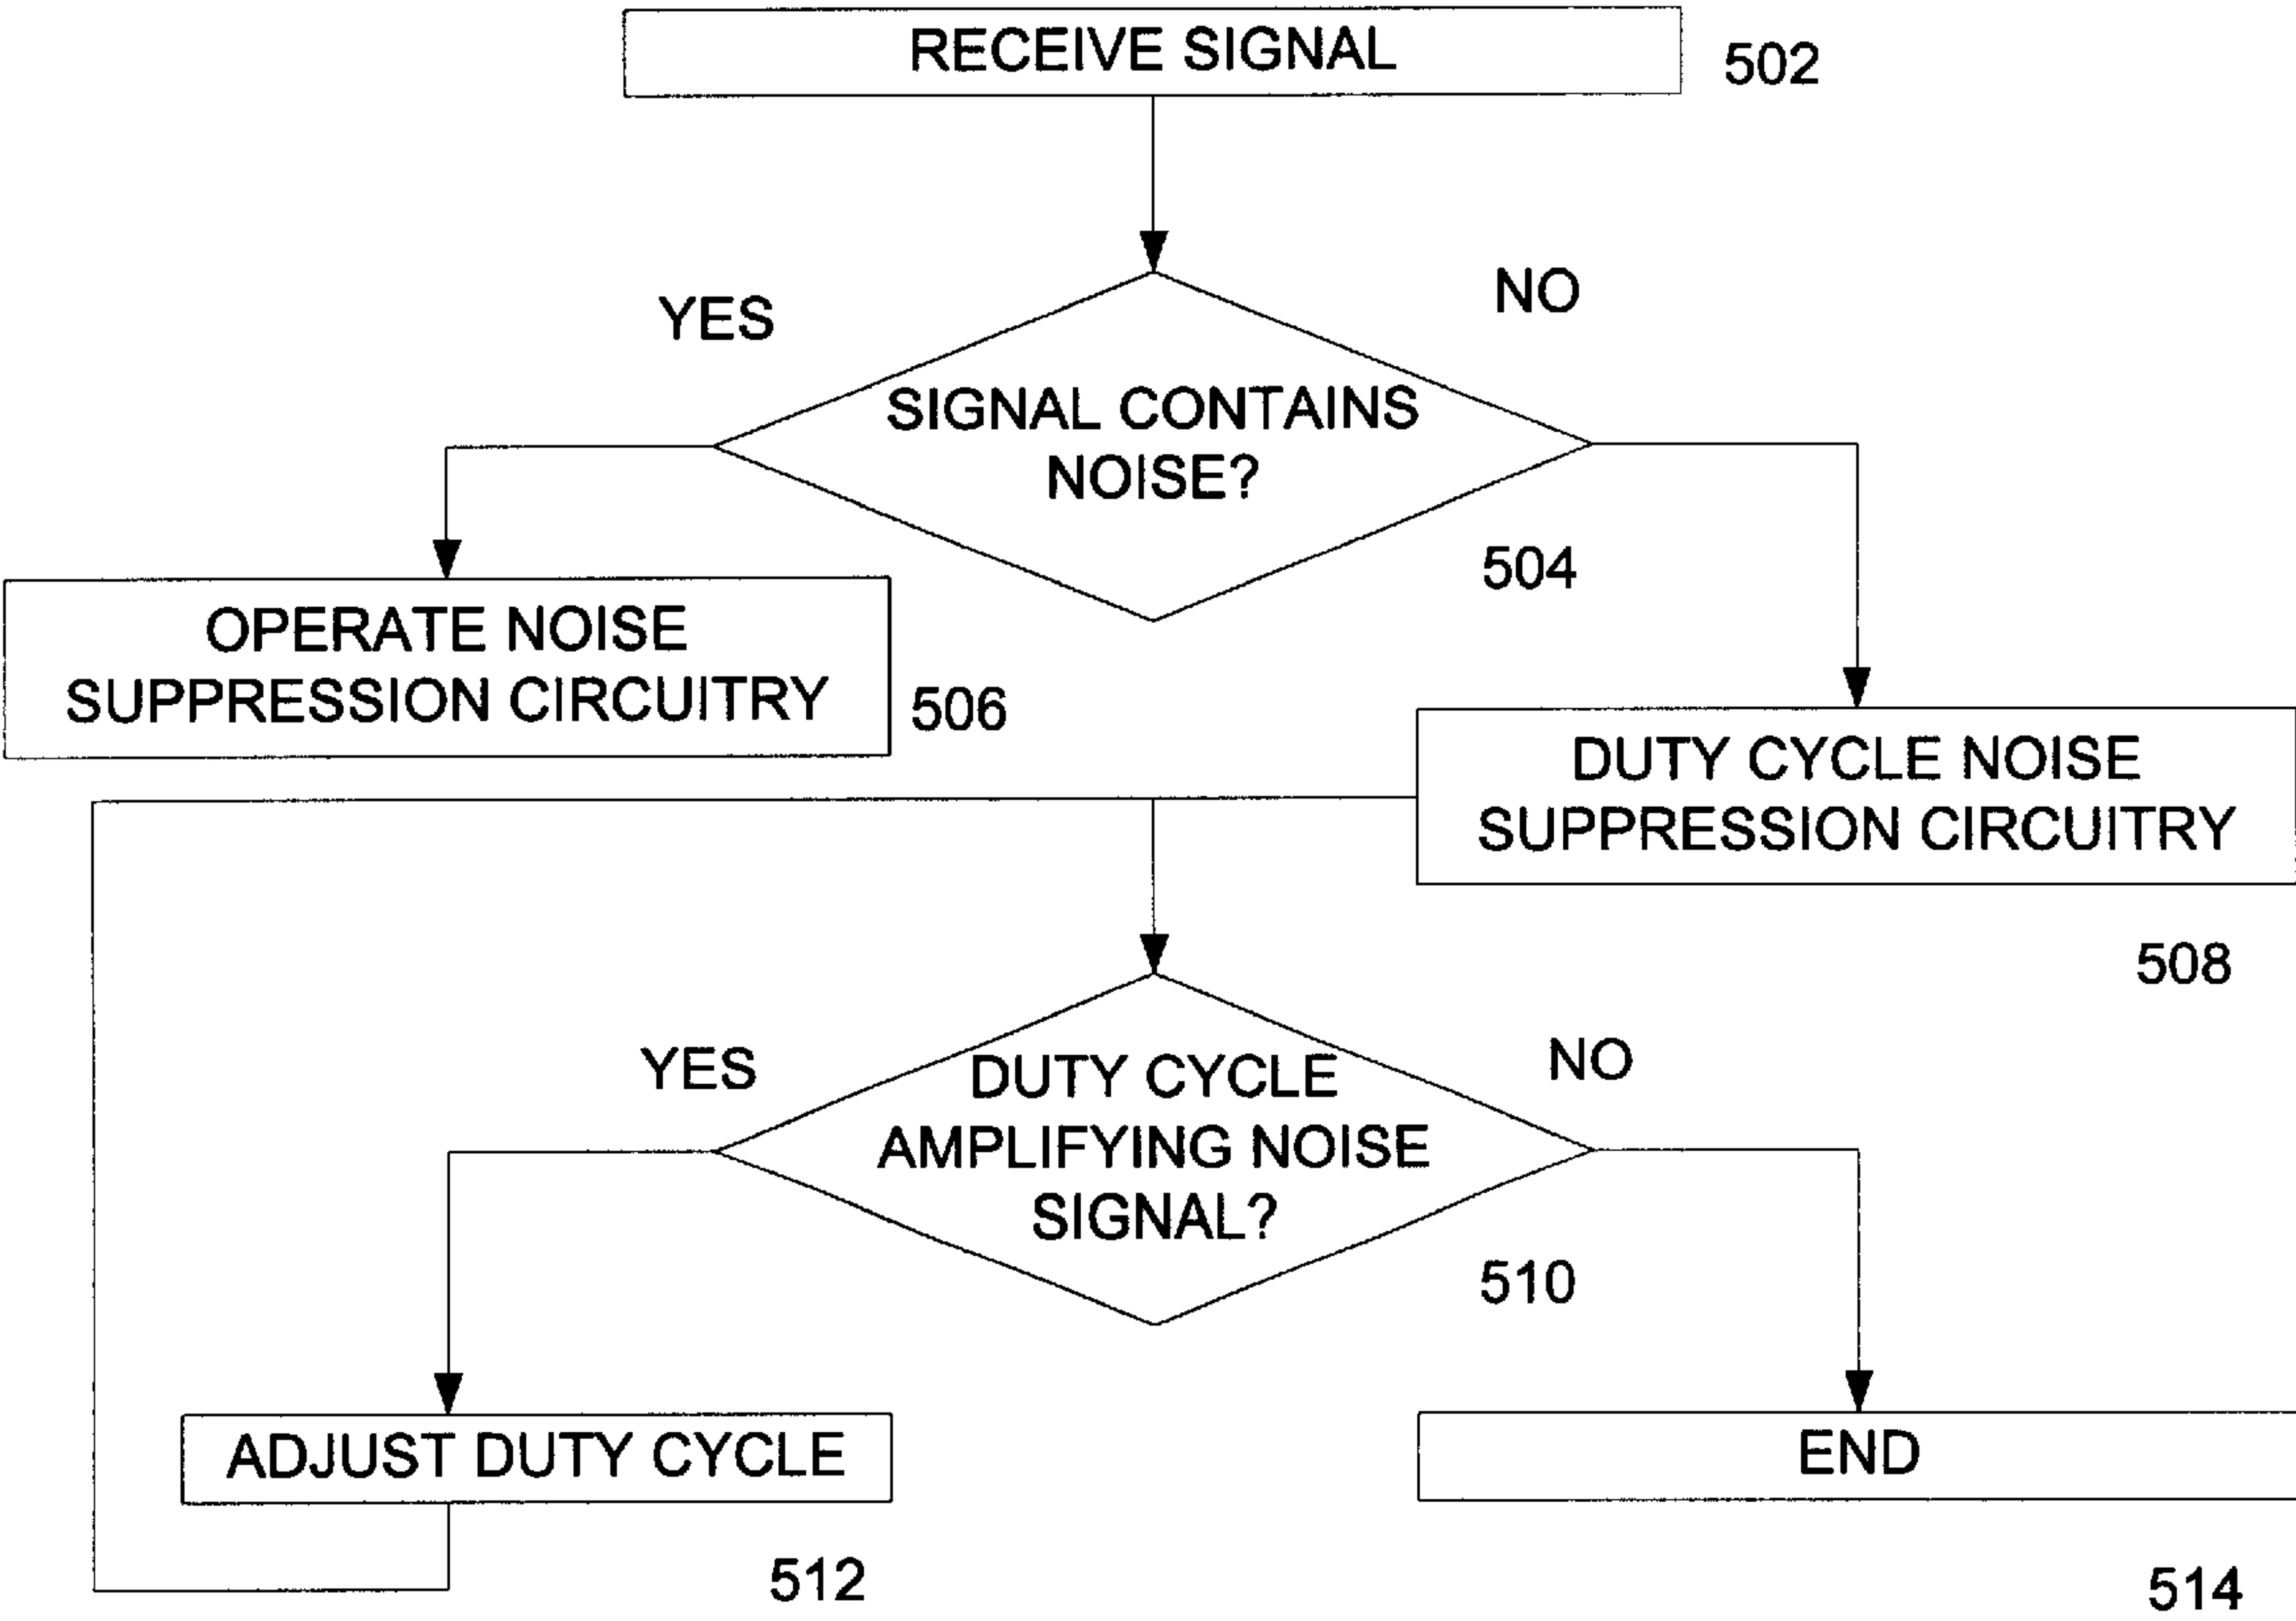 RECEIVE SIGNAL
502
YES
NO
SIGNAL CONTAINS
NOISE?
504
OPERATE NOISE
SUPPRESSION CIRCUITRY
506
DUTY CYCLE NOISE
SUPPRESSION CIRCUITRY
508
YES
NO
DUTY CYCLE
AMPLIFYING NOISE
SIGNAL?
510
ADJUST DUTY CYCLE
512
END
514